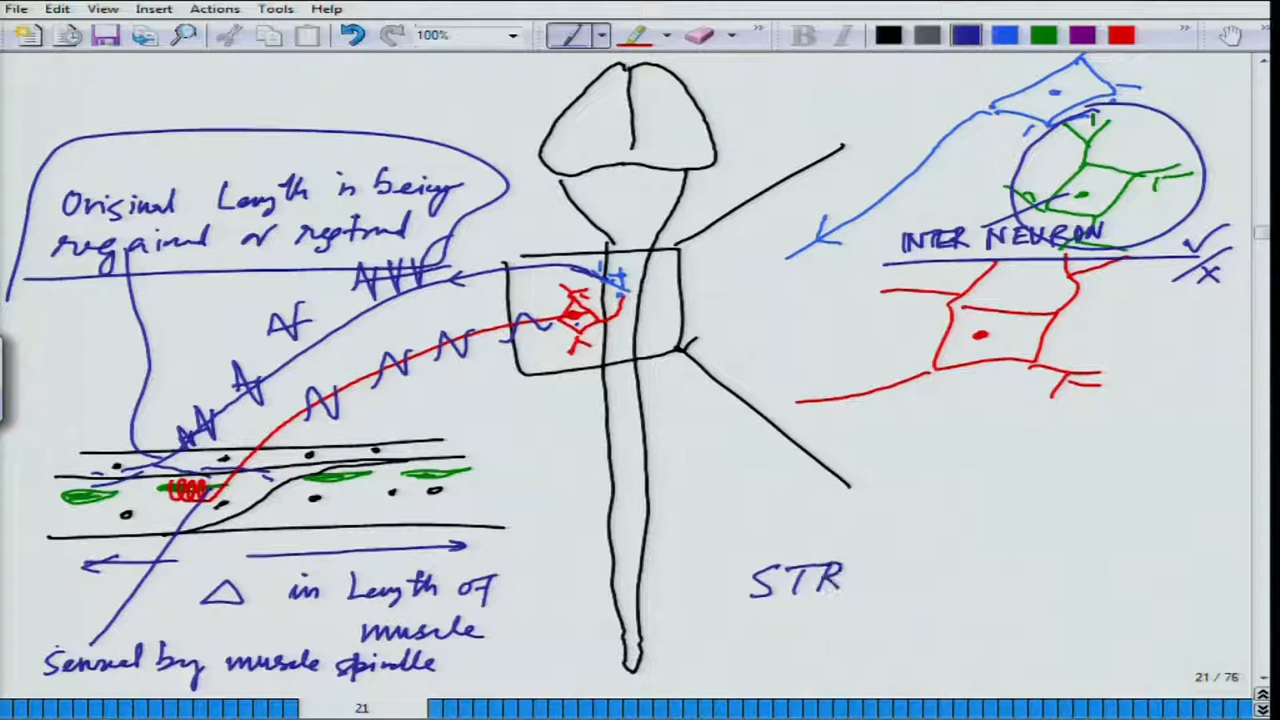 File Edit View Insert Actions Tools Help
100%
Original Length is being
regained or restored
INTER NEURON
Δ in Length of
muscle
Sensed by muscle spindle
STR
21 / 76
21